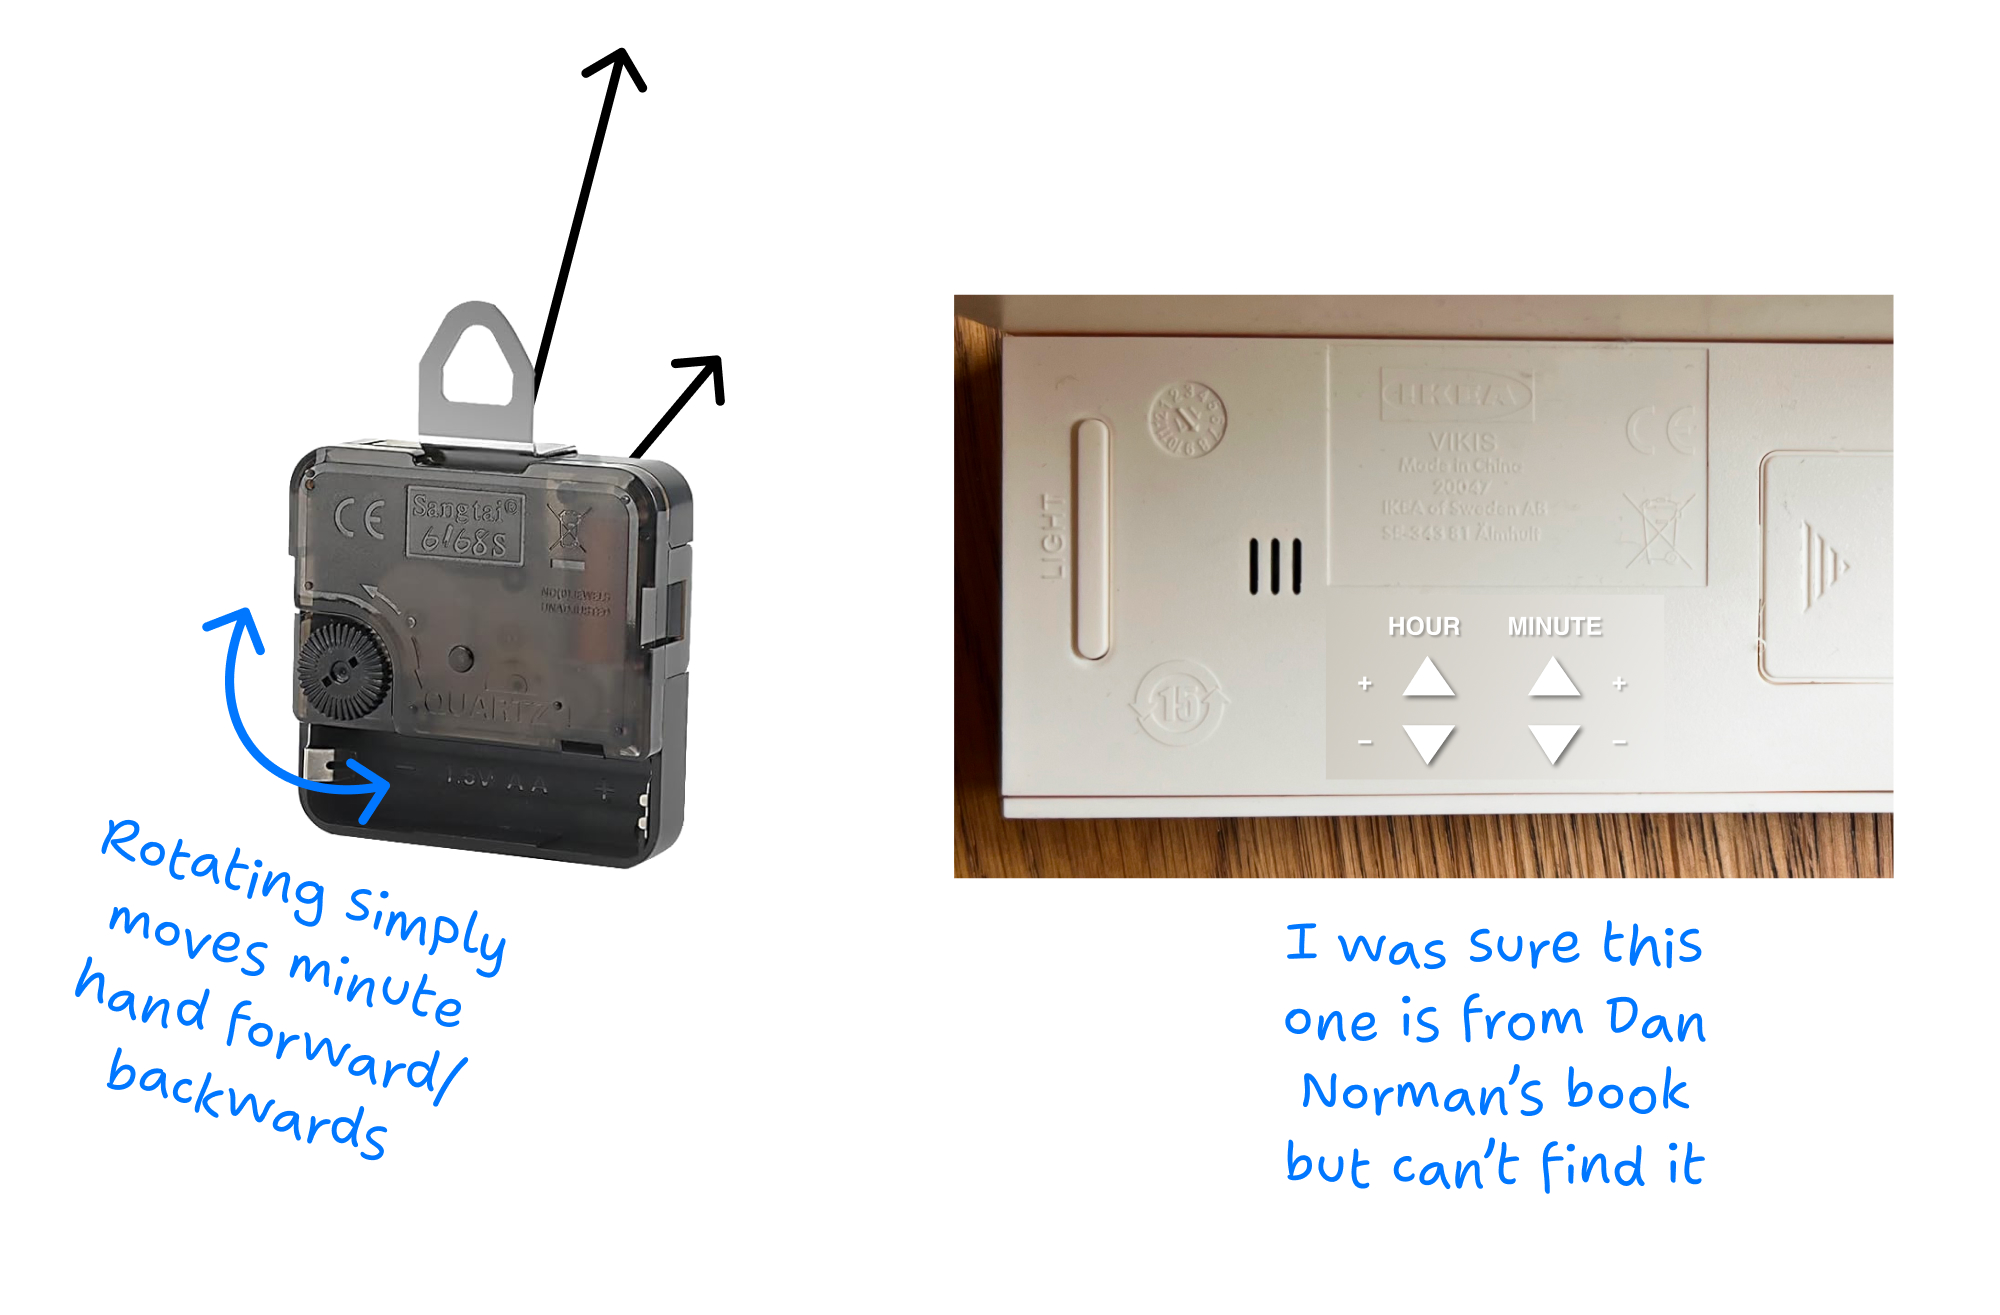 CE
Sangtai®
6168S
NO(0)JEWELS
UNADJUSTED
QUARTZ
− 1.5V AA +
Rotating simply
moves minute
hand forward/
backwards
LIGHT
IKEA
VIKIS
Made in China
20047
IKEA of Sweden AB
SE-343 81 Älmhult
CE
15
HOUR MINUTE
+ +
− −
I was sure this
one is from Dan
Norman's book
but can't find it